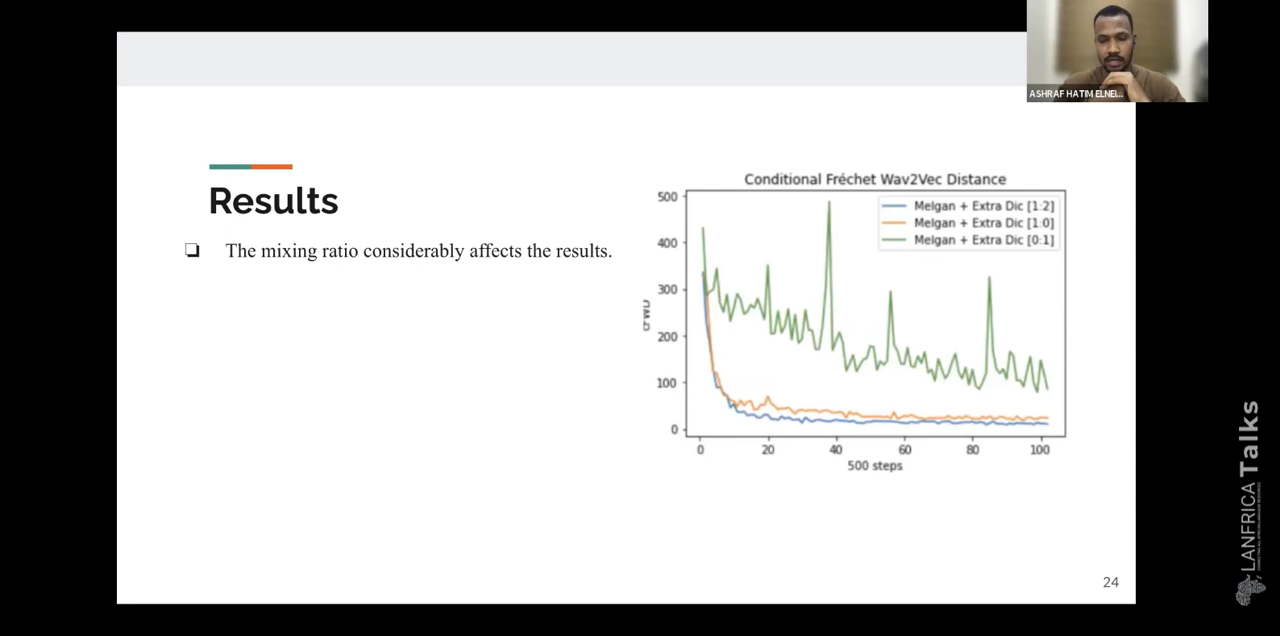 ASHRAF HATIM ELNEI...
Results
❑ The mixing ratio considerably affects the results.
Conditional Fréchet Wav2Vec Distance
Melgan + Extra Dic [1:2]
Melgan + Extra Dic [1:0]
Melgan + Extra Dic [0:1]
500
400
300
200
100
0
0 20 40 60 80 100
500 steps
24
LANFRICA Talks